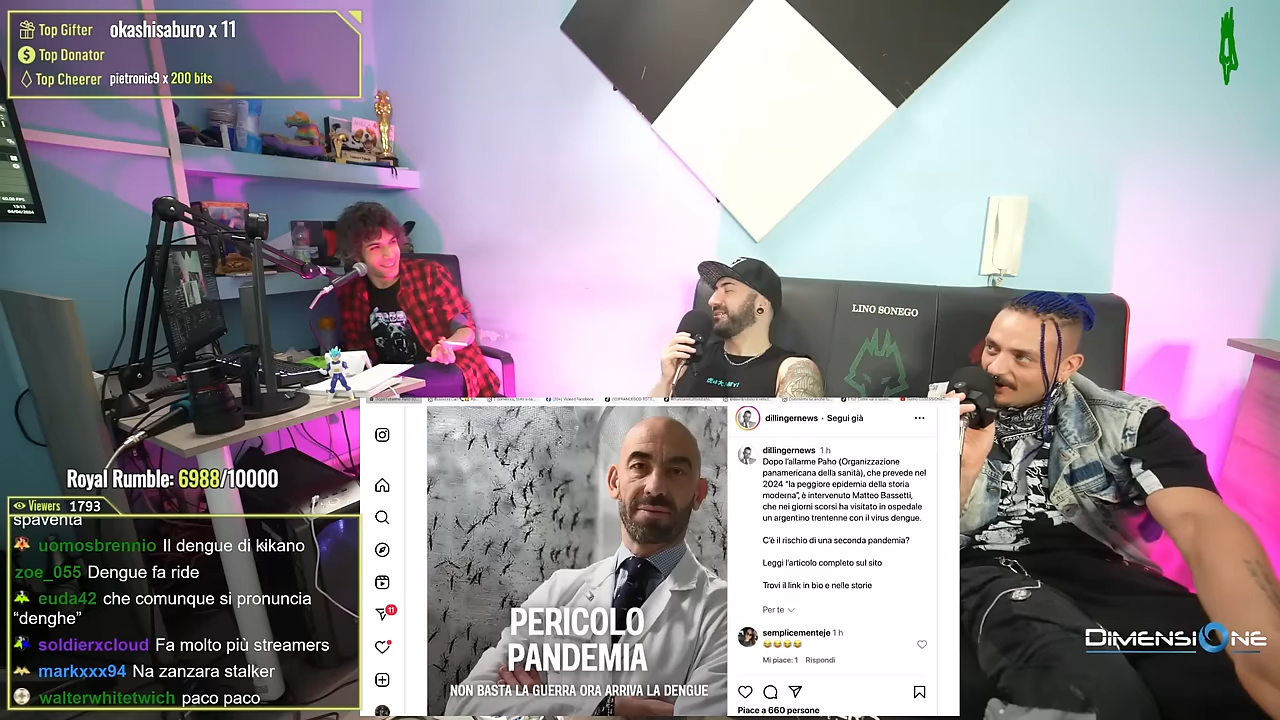 Top Gifter okashisaburo x 11
Top Donator
Top Cheerer pietronic9 x 200 bits
LINO SONEGO
Royal Rumble: 6988/10000
Viewers 1793
spaventa
uomosbrennio Il dengue di kikano
zoe_055 Dengue fa ride
euda42 che comunque si pronuncia
“denghe”
soldierxcloud Fa molto più streamers
markxxx94 Na zanzara stalker
walterwhitetwich paco paco
11
PERICOLO
PANDEMIA
NON BASTA LA GUERRA ORA ARRIVA LA DENGUE
dillingernews · Segui già
dillingernews 1 h
Dopo l'allarme Paho (Organizzazione
panamericana della sanità), che prevede nel
2024 “la peggiore epidemia della storia
moderna”, è intervenuto Matteo Bassetti,
che nei giorni scorsi ha visitato in ospedale
un argentino trentenne con il virus dengue.
C'è il rischio di una seconda pandemia?
Leggi l'articolo completo sul sito
Trovi il link in bio e nelle storie
Per te
semplicementeje 1 h
😂😂😂😂
Mi piace: 1 Rispondi
Piace a 660 persone
DIMENSIONE